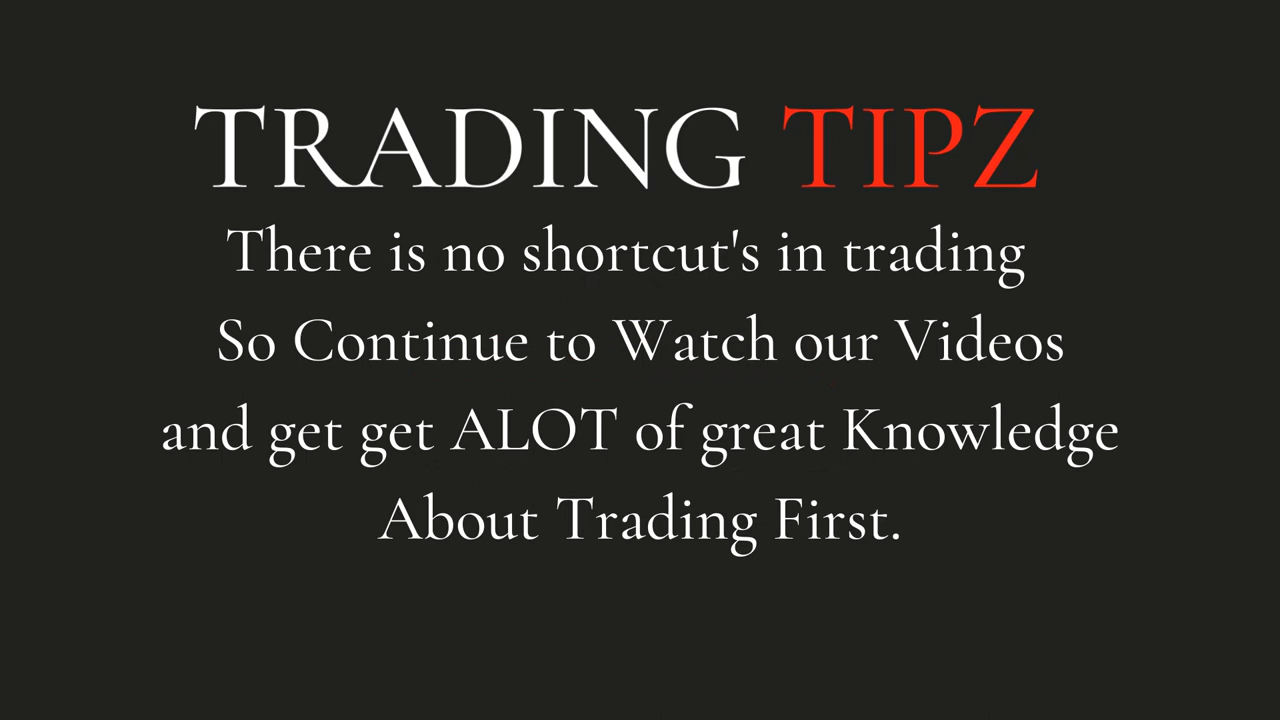 TRADING TIPZ
There is no shortcut's in trading
So Continue to Watch our Videos
and get get ALOT of great Knowledge
About Trading First.